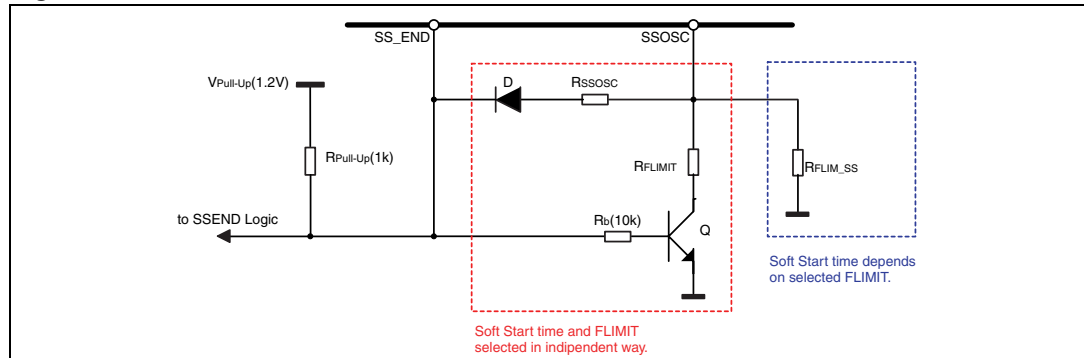 SS_END
SSOSC
VPull-Up(1.2V)
D
RSSOSC
RPull-Up(1k)
RFLIMIT
RFLIM_SS
to SSEND Logic
Rb(10k)
Q
Soft Start time depends
on selected FLIMIT.
Soft Start time and FLIMIT
selected in indipendent way.